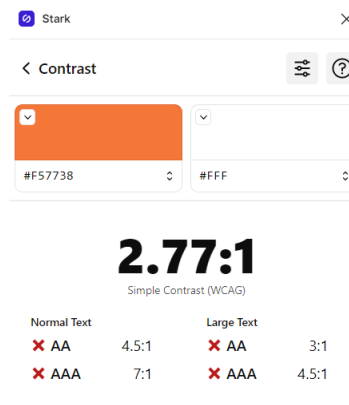 Stark
Contrast
#F57738
#FFF
2.77:1
Simple Contrast (WCAG)
Normal Text
Large Text
AA 4.5:1
AA 3:1
AAA 7:1
AAA 4.5:1